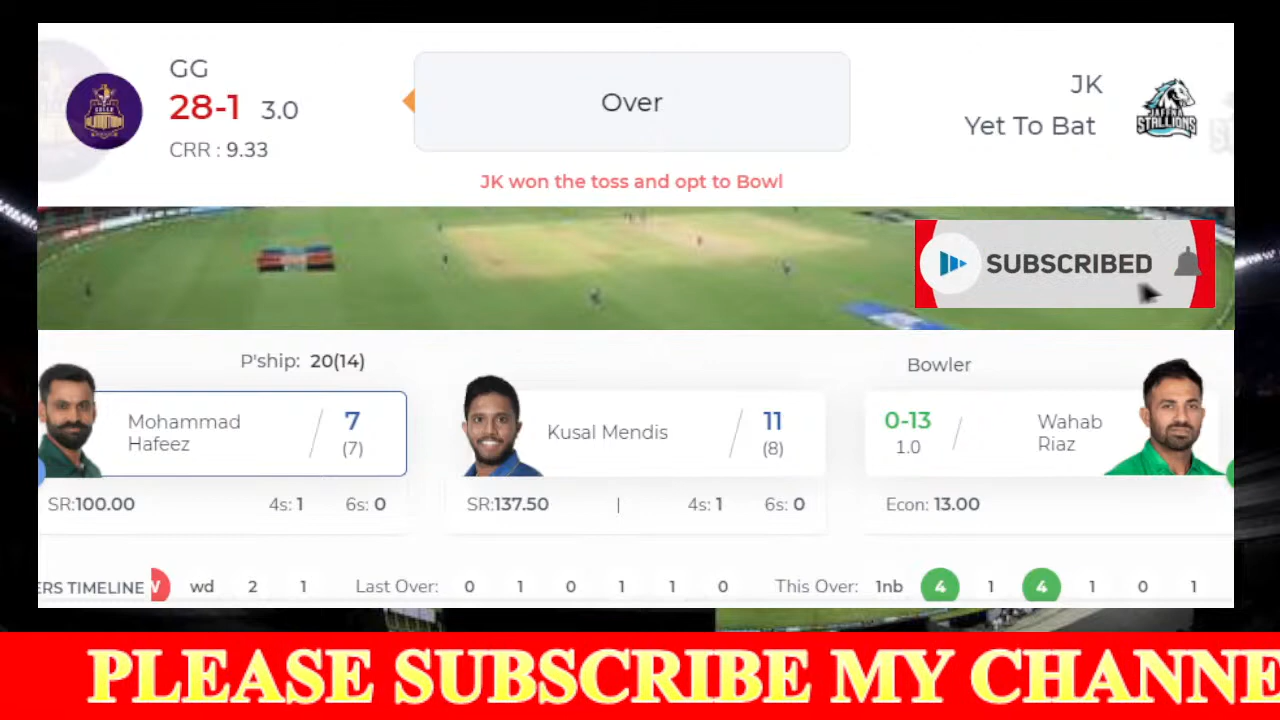 GG
28-1 3.0
CRR : 9.33
Over
JK
Yet To Bat
STALLIONS
JK won the toss and opt to Bowl
SUBSCRIBED
P'ship: 20(14)
Bowler
Mohammad Hafeez 7 (7)
Kusal Mendis 11 (8)
0-13 1.0 Wahab Riaz
SR:100.00 4s: 1 6s: 0
SR:137.50 | 4s: 1 6s: 0
Econ: 13.00
ERS TIMELINE W wd 2 1 Last Over: 0 1 0 1 1 0 This Over: 1nb 4 1 4 1 0 1
PLEASE SUBSCRIBE MY CHANNE